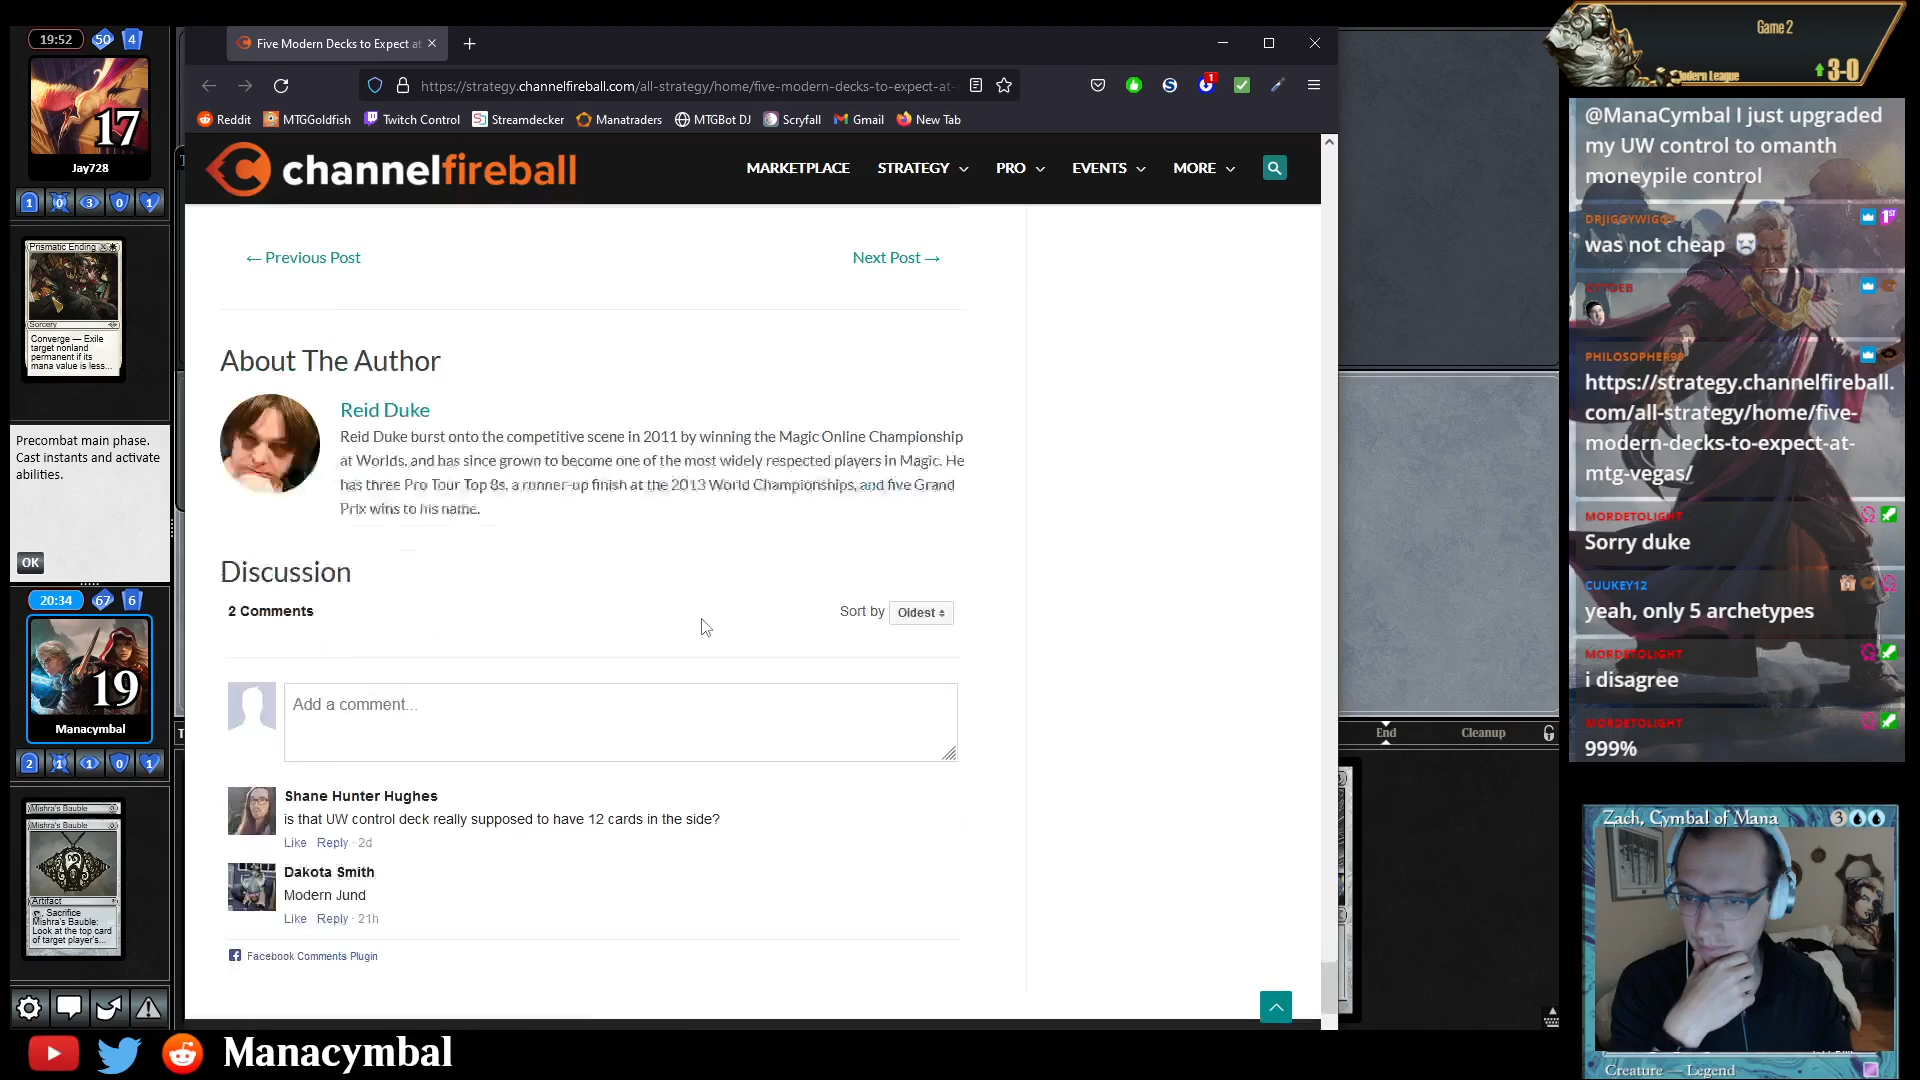 19:52
50
4
17
Jay728
1
0
3
0
1
Prismatic Ending
Sorcery
Converge — Exile
target nonland
permanent if its
mana value is less...
Precombat main phase.
Cast instants and activate
abilities.
OK
20:34
67
6
19
Manacymbal
2
1
1
0
1
Mishra's Bauble
Mishra's Bauble
Artifact
, Sacrifice
Mishra's Bauble:
Look at the top card
of target player's...
Five Modern Decks to Expect at
https://strategy.channelfireball.com/all-strategy/home/five-modern-decks-to-expect-at-
1
Reddit
MTGGoldfish
Twitch Control
Streamdecker
Manatraders
MTGBot DJ
Scryfall
Gmail
New Tab
channelfireball
MARKETPLACE
STRATEGY
PRO
EVENTS
MORE
← Previous Post
Next Post →
About The Author
Reid Duke
Reid Duke burst onto the competitive scene in 2011 by winning the Magic Online Championship
at Worlds, and has since grown to become one of the most widely respected players in Magic. He
has three Pro Tour Top 8s, a runner-up finish at the 2013 World Championships, and five Grand
Prix wins to his name.
Discussion
2 Comments
Sort by
Oldest
Add a comment...
Shane Hunter Hughes
is that UW control deck really supposed to have 12 cards in the side?
Like Reply · 2d
Dakota Smith
Modern Jund
Like Reply · 21h
Facebook Comments Plugin
End
Cleanup
Game 2
Modern League
3-0
@ManaCymbal I just upgraded
my UW control to omanth
moneypile control
DRJIGGYWIGGY
was not cheap
PHILOSOPHER98
https://strategy.channelfireball.
com/all-strategy/home/five-
modern-decks-to-expect-at-
mtg-vegas/
MORDETOLIGHT
Sorry duke
CUUKEY12
yeah, only 5 archetypes
MORDETOLIGHT
i disagree
MORDETOLIGHT
999%
Zach, Cymbal of Mana
3
Creature — Legend
Manacymbal